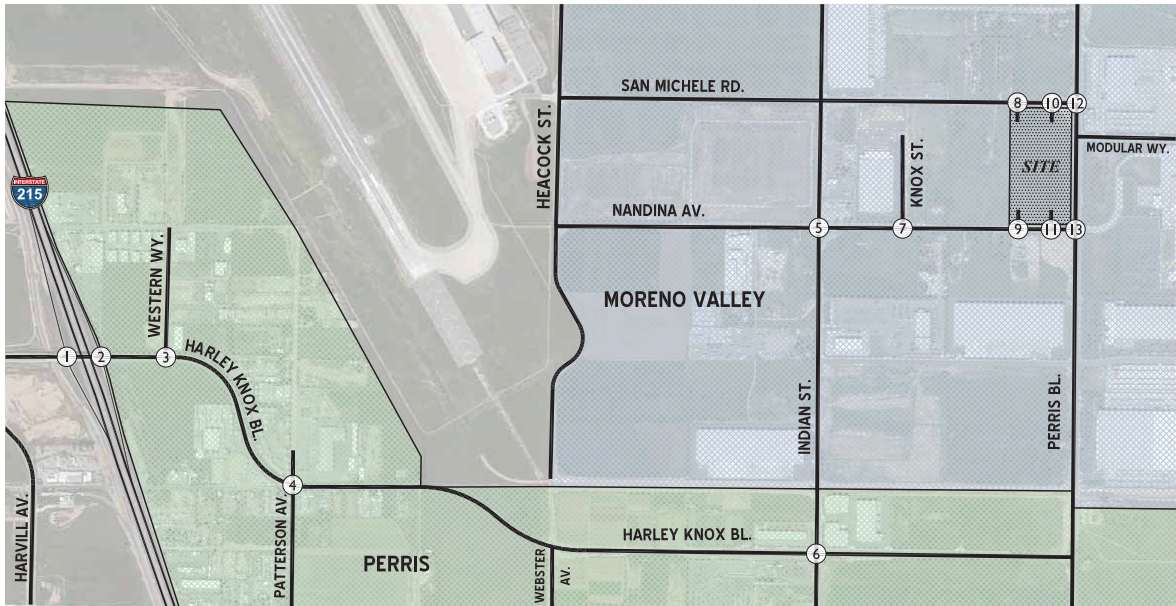 SAN MICHELE RD.
8
10
12
MODULAR WY.
HEACOCK ST.
KNOX ST.
SITE
INTERSTATE
215
NANDINA AV.
5
7
9
11
13
WESTERN WY.
MORENO VALLEY
1
2
3
HARLEY KNOX BL.
INDIAN ST.
PERRIS BL.
4
HARVILL AV.
PATTERSON AV.
PERRIS
WEBSTER
AV.
HARLEY KNOX BL.
6